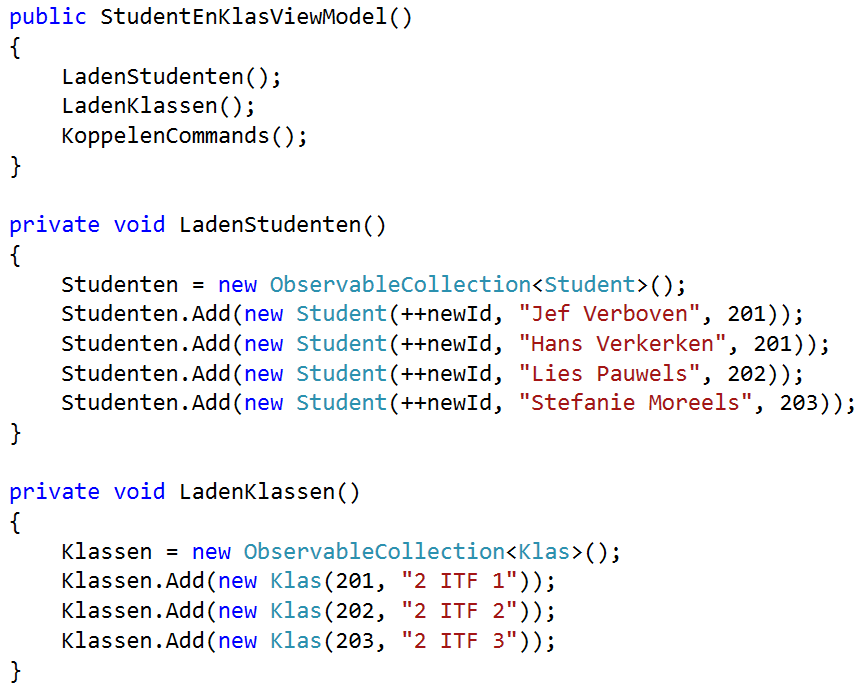 public StudentEnKlasViewModel()
{
    LadenStudenten();
    LadenKlassen();
    KoppelenCommands();
}

private void LadenStudenten()
{
    Studenten = new ObservableCollection<Student>();
    Studenten.Add(new Student(++newId, "Jef Verboven", 201));
    Studenten.Add(new Student(++newId, "Hans Verkerken", 201));
    Studenten.Add(new Student(++newId, "Lies Pauwels", 202));
    Studenten.Add(new Student(++newId, "Stefanie Moreels", 203));
}

private void LadenKlassen()
{
    Klassen = new ObservableCollection<Klas>();
    Klassen.Add(new Klas(201, "2 ITF 1"));
    Klassen.Add(new Klas(202, "2 ITF 2"));
    Klassen.Add(new Klas(203, "2 ITF 3"));
}